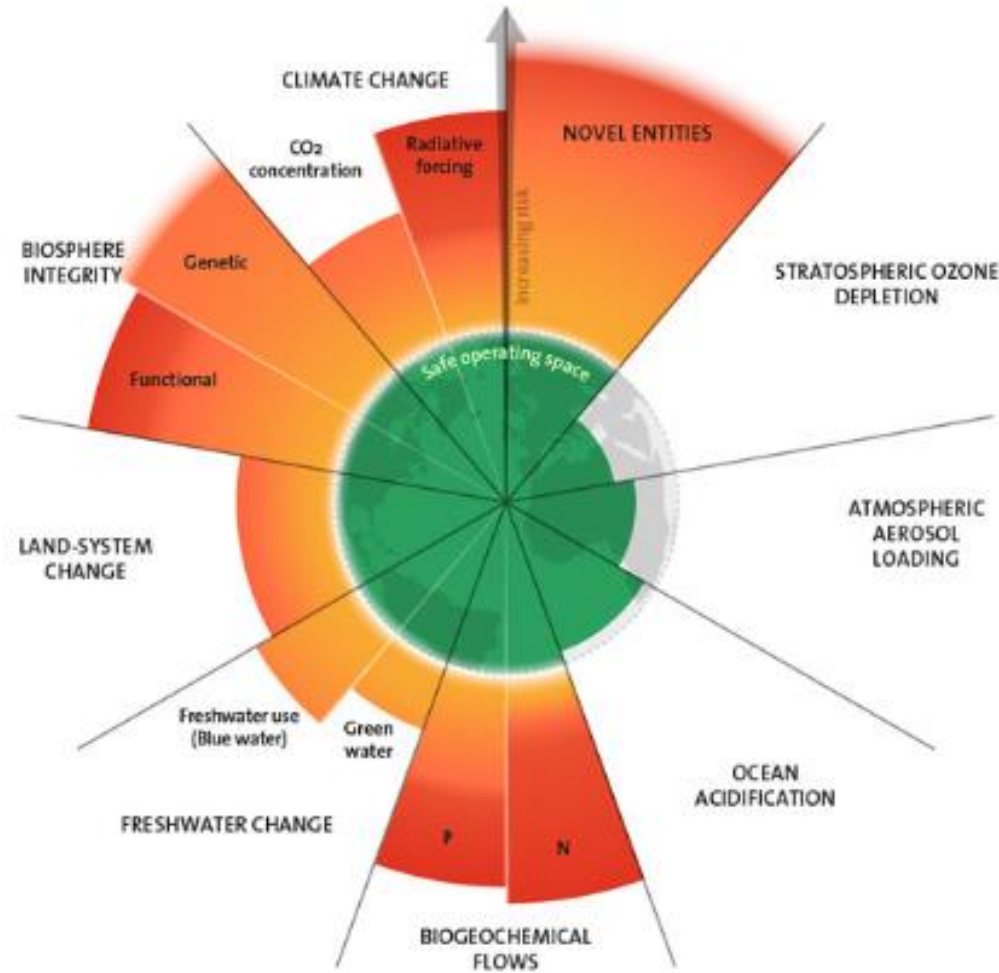 CLIMATE CHANGE
CO2
concentration
Radiative
forcing
NOVEL ENTITIES
Increasing risk
BIOSPHERE
INTEGRITY
Genetic
Functional
STRATOSPHERIC OZONE
DEPLETION
Safe operating space
ATMOSPHERIC
AEROSOL
LOADING
LAND-SYSTEM
CHANGE
Freshwater use
(Blue water)
Green
water
OCEAN
ACIDIFICATION
FRESHWATER CHANGE
P
N
BIOGEOCHEMICAL
FLOWS